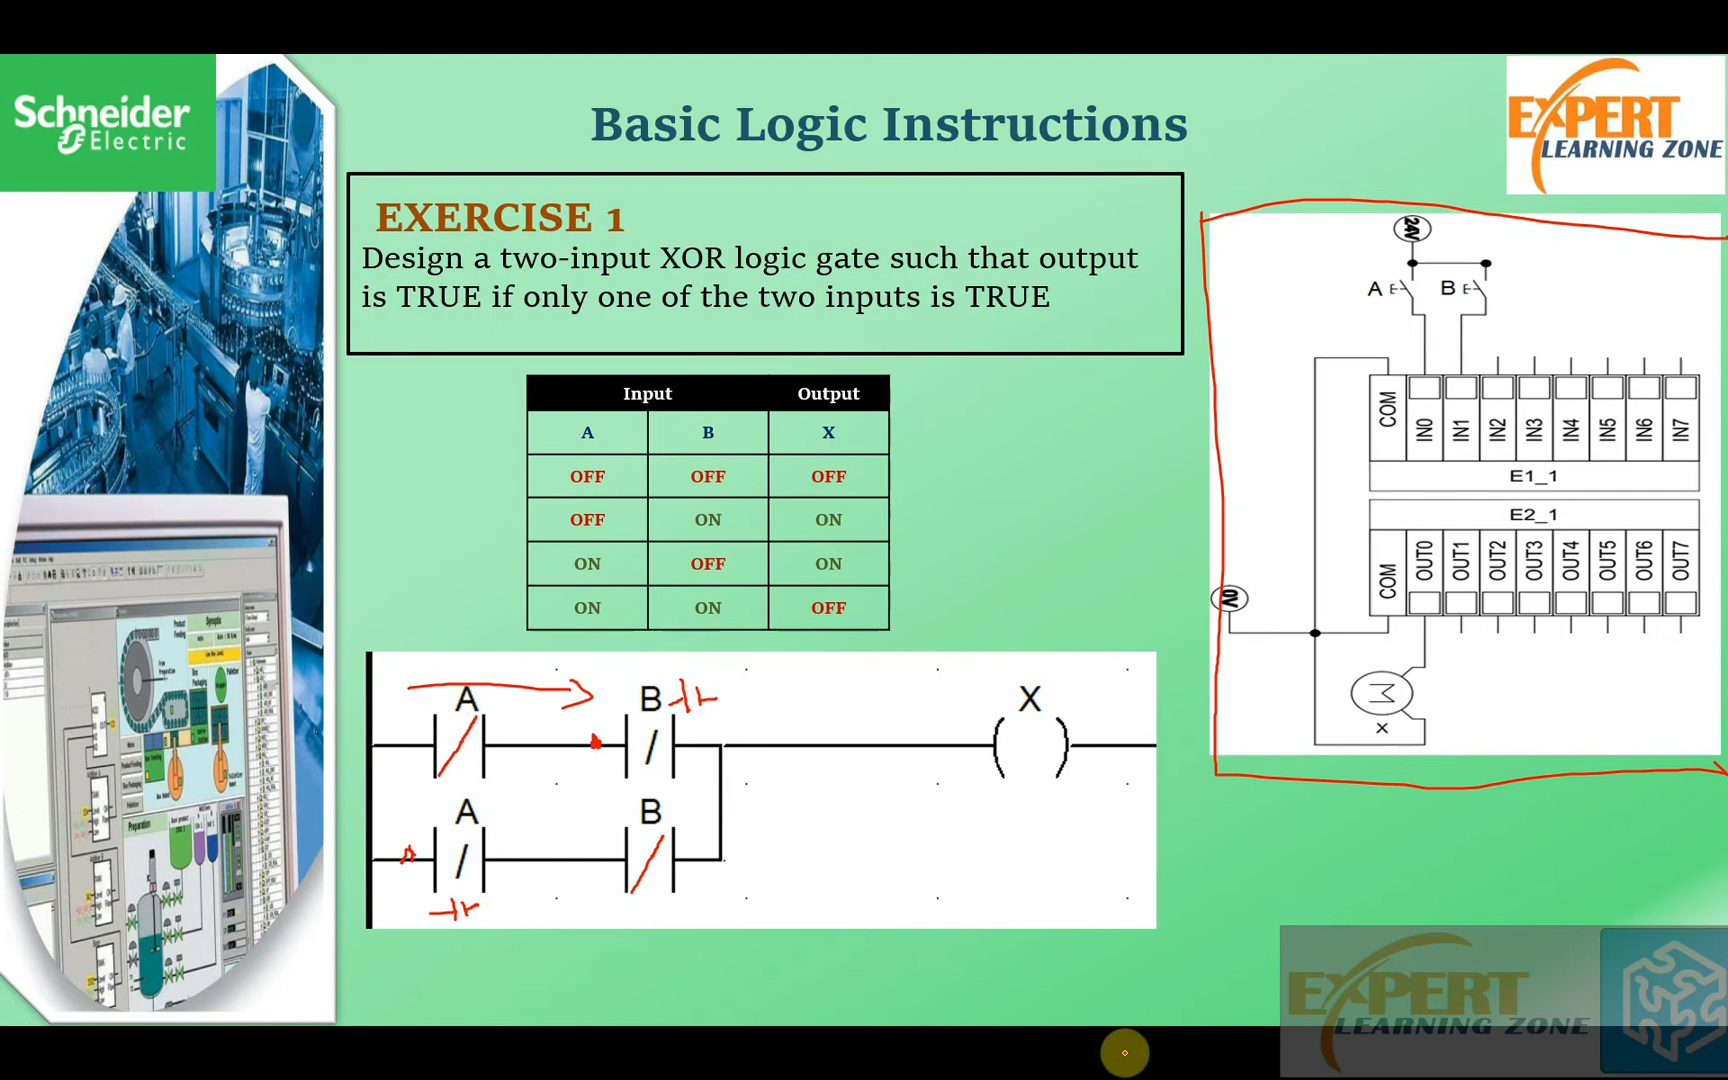 Schneider
Electric
Basic Logic Instructions
EXPERT
LEARNING ZONE
EXERCISE 1
Design a two-input XOR logic gate such that output
is TRUE if only one of the two inputs is TRUE
Input Output
A B X
OFF OFF OFF
OFF ON ON
ON OFF ON
ON ON OFF
A B X
A B
24V
A B
COM IN0 IN1 IN2 IN3 IN4 IN5 IN6 IN7
E1_1
E2_1
COM OUT0 OUT1 OUT2 OUT3 OUT4 OUT5 OUT6 OUT7
0V
M
X
Synoptic
Preparation
EXPERT
LEARNING ZONE